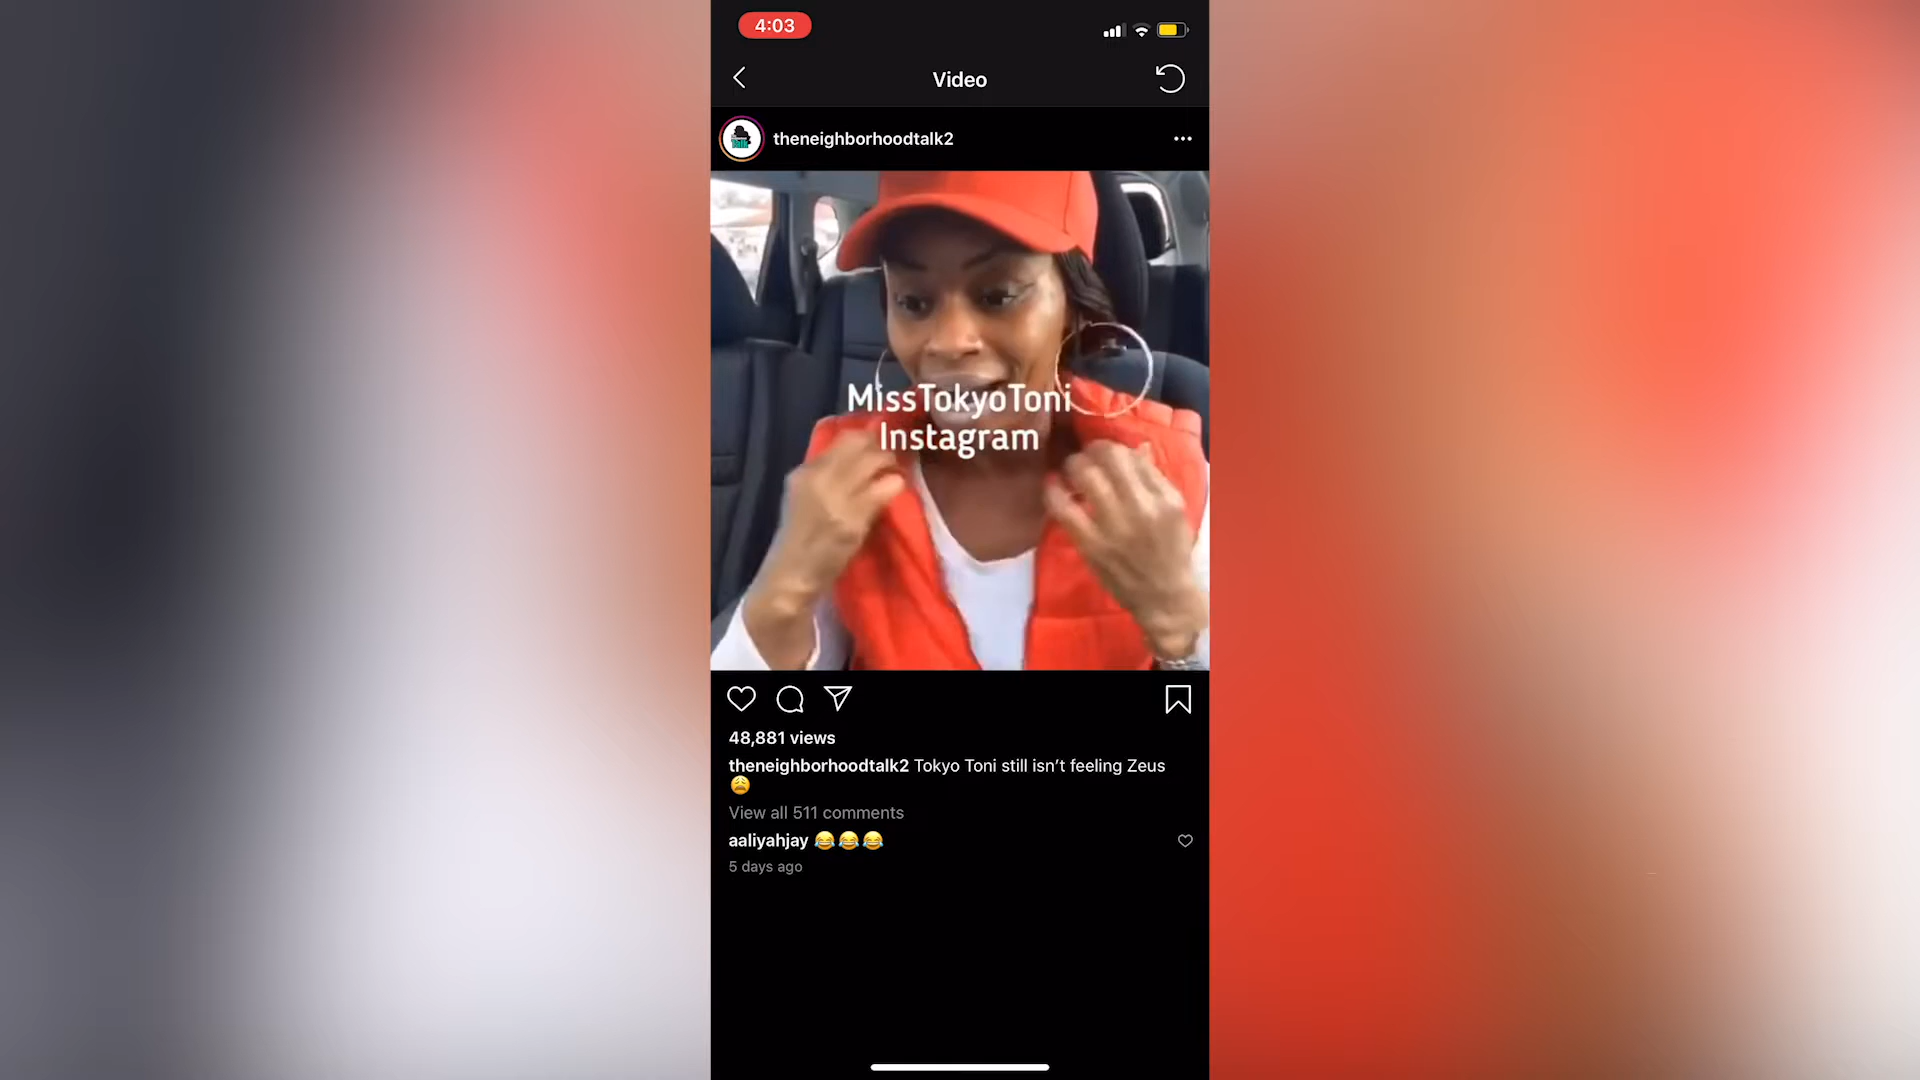 4:03
Video
theneighborhoodtalk2
MissTokyoToni
Instagram
48,881 views
theneighborhoodtalk2 Tokyo Toni still isn't feeling Zeus
😩
View all 511 comments
aaliyahjay 😂😂😂
5 days ago